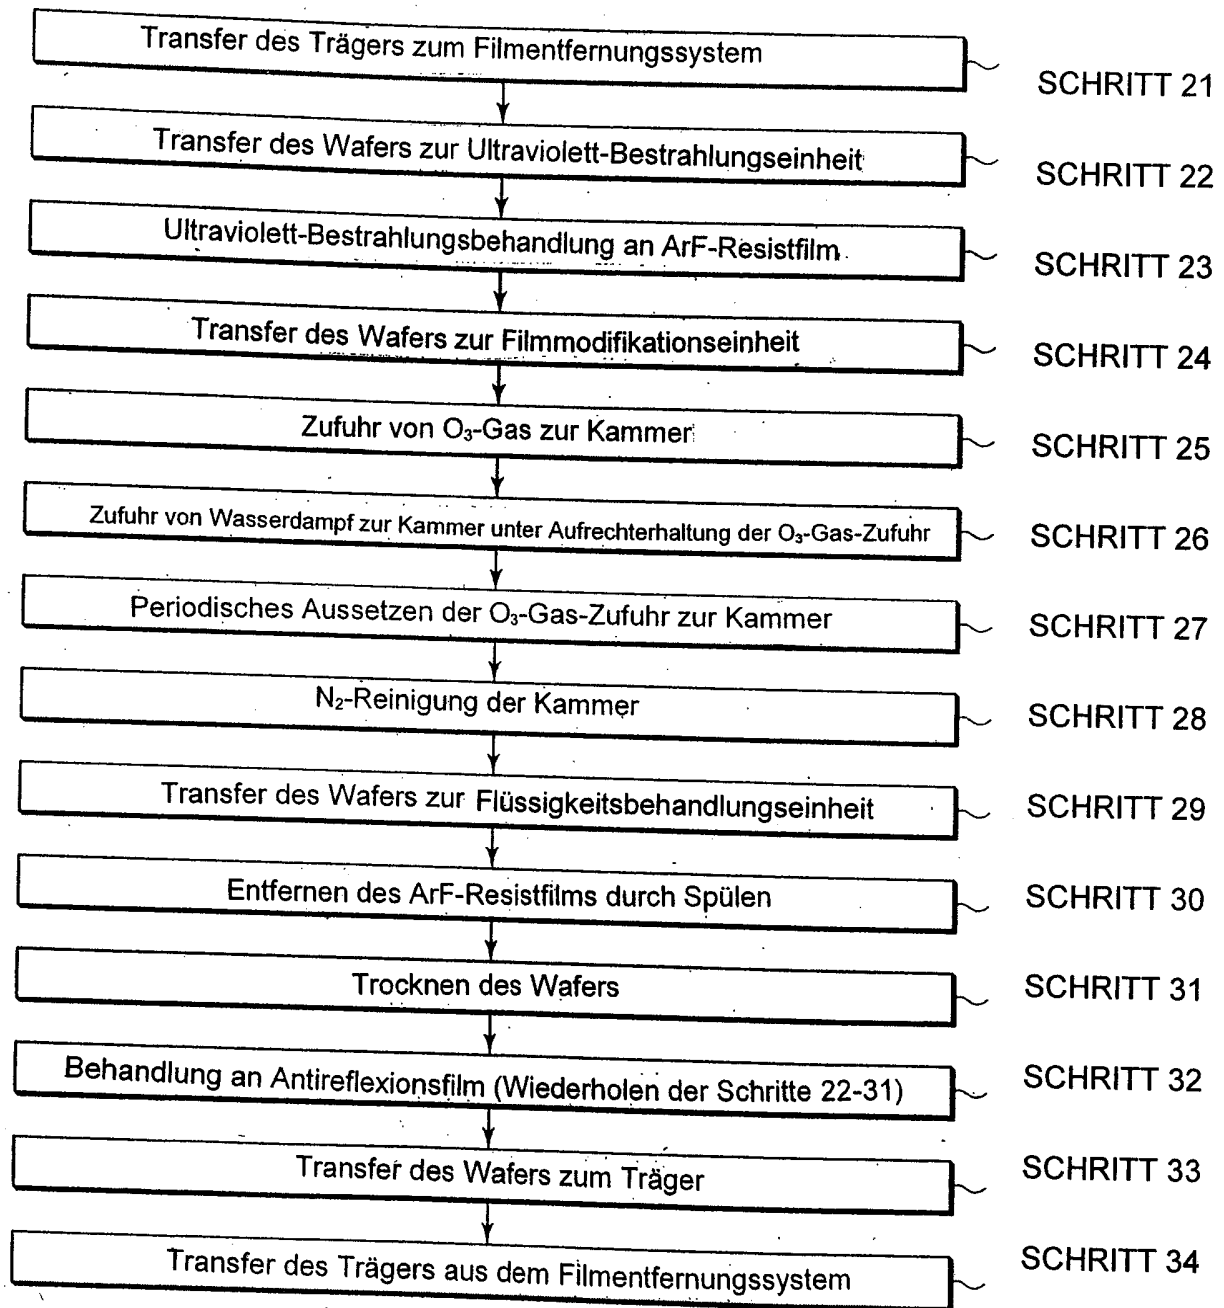 Transfer des Trägers zum Filmentfernungssystem
SCHRITT 21
Transfer des Wafers zur Ultraviolett-Bestrahlungseinheit
SCHRITT 22
Ultraviolett-Bestrahlungsbehandlung an ArF-Resistfilm
SCHRITT 23
Transfer des Wafers zur Filmmodifikationseinheit
SCHRITT 24
Zufuhr von O₃-Gas zur Kammer
SCHRITT 25
Zufuhr von Wasserdampf zur Kammer unter Aufrechterhaltung der O₃-Gas-Zufuhr
SCHRITT 26
Periodisches Aussetzen der O₃-Gas-Zufuhr zur Kammer
SCHRITT 27
N₂-Reinigung der Kammer
SCHRITT 28
Transfer des Wafers zur Flüssigkeitsbehandlungseinheit
SCHRITT 29
Entfernen des ArF-Resistfilms durch Spülen
SCHRITT 30
Trocknen des Wafers
SCHRITT 31
Behandlung an Antireflexionsfilm (Wiederholen der Schritte 22-31)
SCHRITT 32
Transfer des Wafers zum Träger
SCHRITT 33
Transfer des Trägers aus dem Filmentfernungssystem
SCHRITT 34